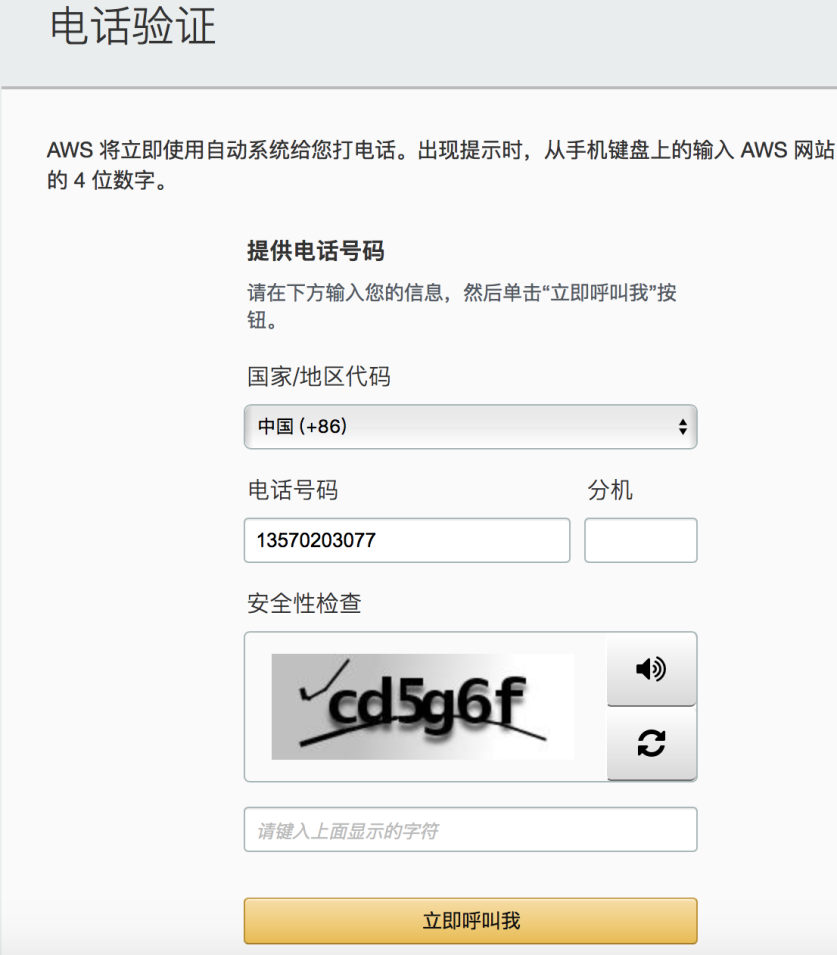 电话验证
AWS 将立即使用自动系统给您打电话。出现提示时，从手机键盘上的输入 AWS 网站
的 4 位数字。
提供电话号码
请在下方输入您的信息，然后单击“立即呼叫我”按
钮。
国家/地区代码
中国 (+86)
电话号码 分机
13570203077
安全性检查
cd5g6f
请键入上面显示的字符
立即呼叫我